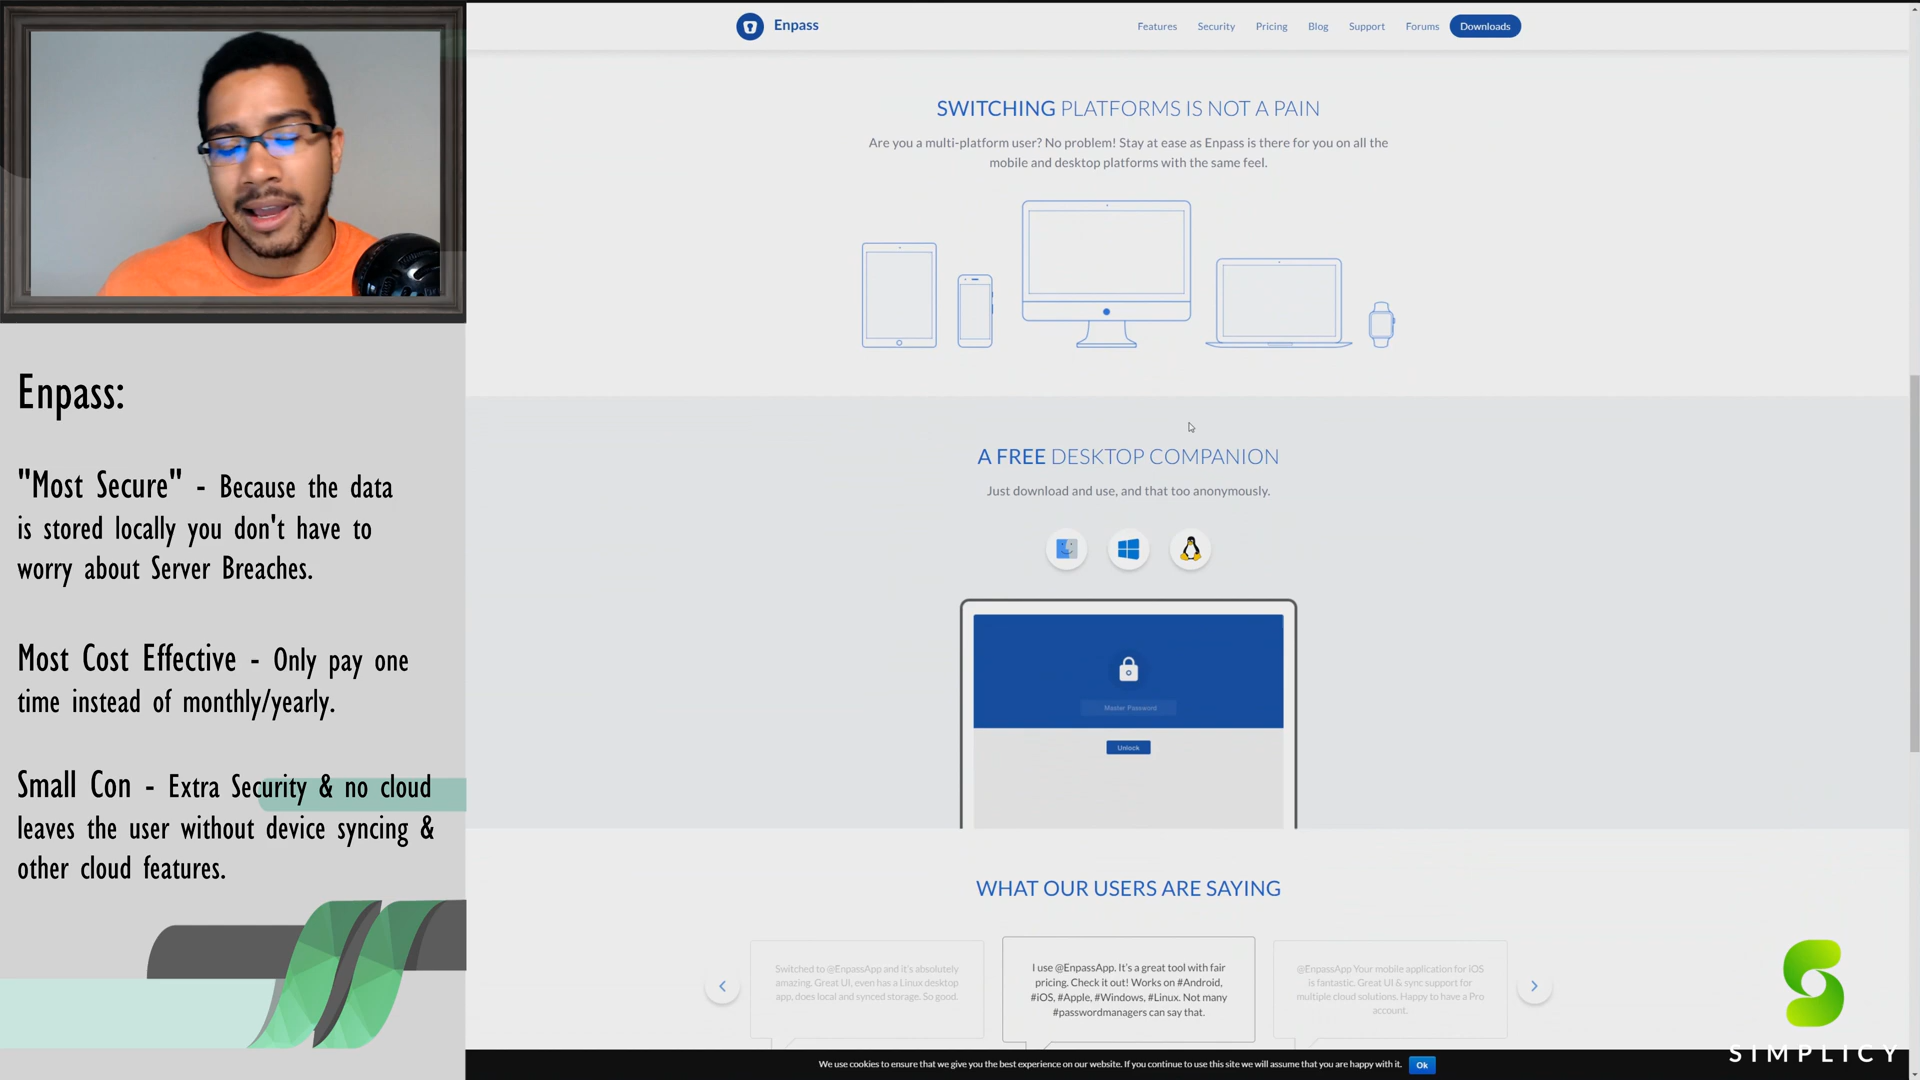 Enpass
Features
Security
Pricing
Blog
Support
Forums
Downloads
SWITCHING PLATFORMS IS NOT A PAIN
Are you a multi-platform user? No problem! Stay at ease as Enpass is there for you on all the
mobile and desktop platforms with the same feel.
A FREE DESKTOP COMPANION
Just download and use, and that too anonymously.
Master Password
Unlock
WHAT OUR USERS ARE SAYING
Switched to @EnpassApp and it's absolutely
amazing. Great UI, even has a Linux desktop
app, does local and synced storage. So good.
I use @EnpassApp. It's a great tool with fair
pricing. Check it out! Works on #Android,
#iOS, #Apple, #Windows, #Linux. Not many
#passwordmanagers can say that.
@EnpassApp Your mobile application for iOS
is fantastic. Great UI & sync support for
multiple cloud solutions. Happy to have a Pro
account.
We use cookies to ensure that we give you the best experience on our website. If you continue to use this site we will assume that you are happy with it.
Ok
Enpass:
"Most Secure" - Because the data
is stored locally you don't have to
worry about Server Breaches.
Most Cost Effective - Only pay one
time instead of monthly/yearly.
Small Con - Extra Security & no cloud
leaves the user without device syncing &
other cloud features.
SIMPLICY